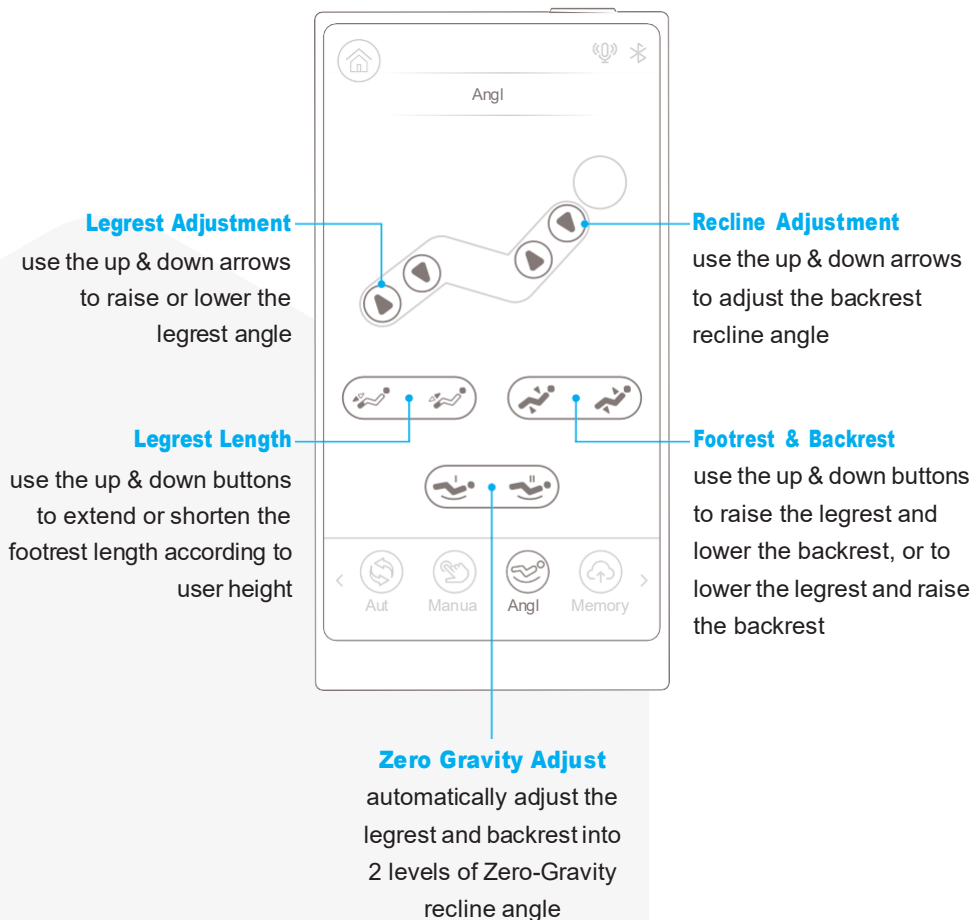 Angl
Legrest Adjustment
use the up & down arrows
to raise or lower the
legrest angle
Recline Adjustment
use the up & down arrows
to adjust the backrest
recline angle
Legrest Length
use the up & down buttons
to extend or shorten the
footrest length according to
user height
Footrest & Backrest
use the up & down buttons
to raise the legrest and
lower the backrest, or to
lower the legrest and raise
the backrest
I II
Aut Manua Angl Memory
Zero Gravity Adjust
automatically adjust the
legrest and backrest into
2 levels of Zero-Gravity
recline angle